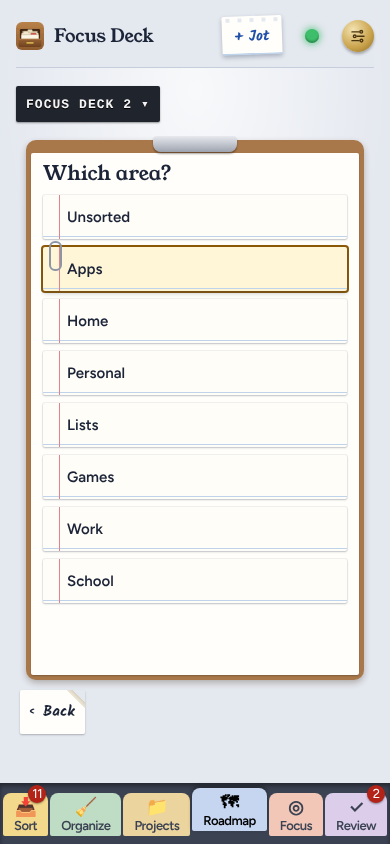 Focus Deck
+ Jot
FOCUS DECK 2 ▾
Which area?
Unsorted
Apps
Home
Personal
Lists
Games
Work
School
< Back
11
2
Sort
Organize
Projects
Roadmap
Focus
Review